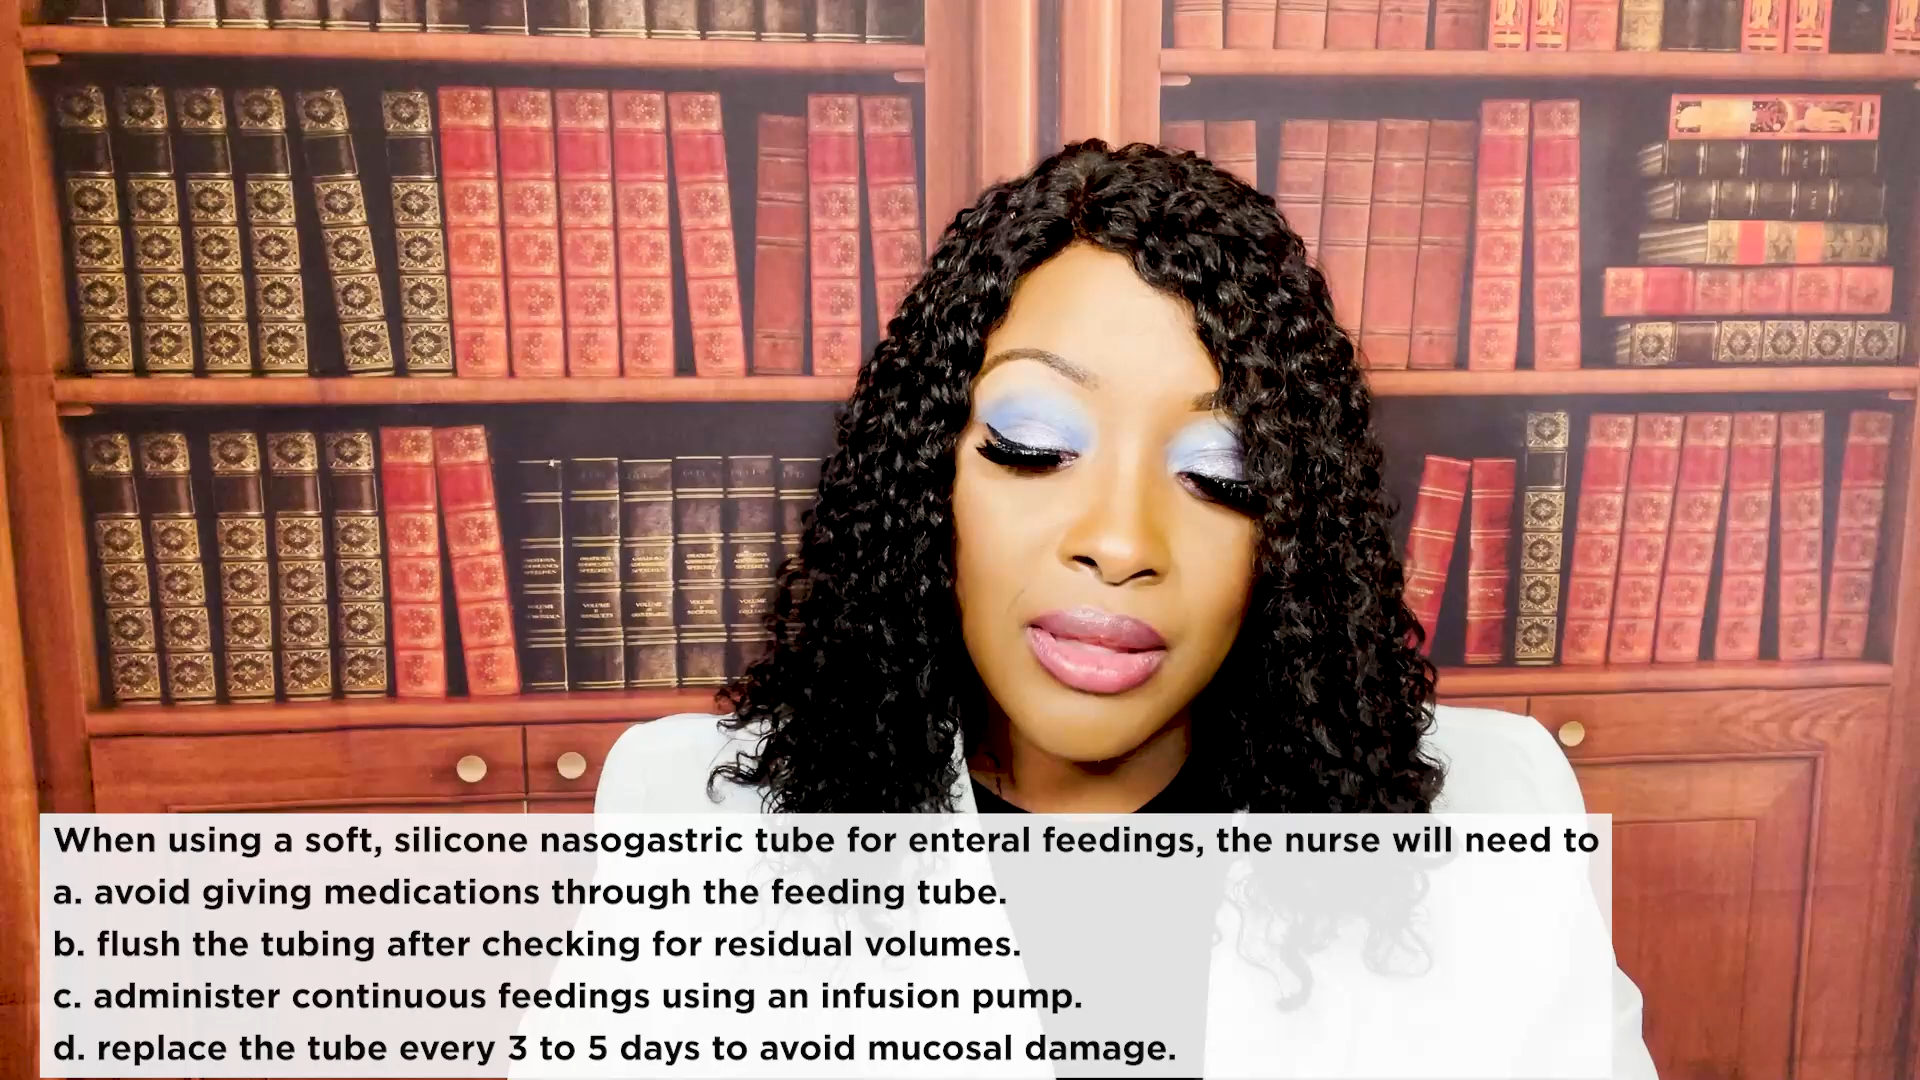 When using a soft, silicone nasogastric tube for enteral feedings, the nurse will need to
a. avoid giving medications through the feeding tube.
b. flush the tubing after checking for residual volumes.
c. administer continuous feedings using an infusion pump.
d. replace the tube every 3 to 5 days to avoid mucosal damage.